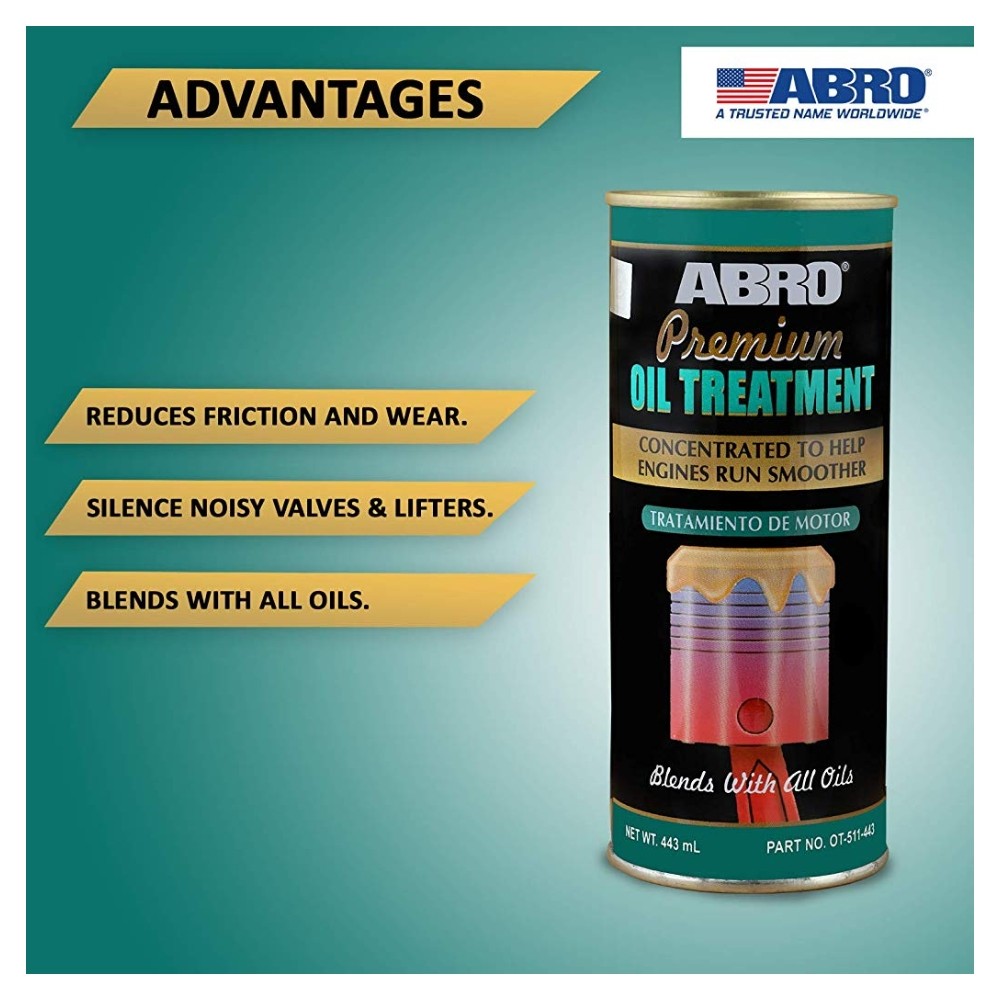 ADVANTAGES
ABRO®
A TRUSTED NAME WORLDWIDE®
ABRO®
Premium
OIL TREATMENT
CONCENTRATED TO HELP
ENGINES RUN SMOOTHER
TRATAMIENTO DE MOTOR
REDUCES FRICTION AND WEAR.
SILENCE NOISY VALVES & LIFTERS.
BLENDS WITH ALL OILS.
Blends With All Oils
NET WT. 443 mL
PART NO. OT-511-443